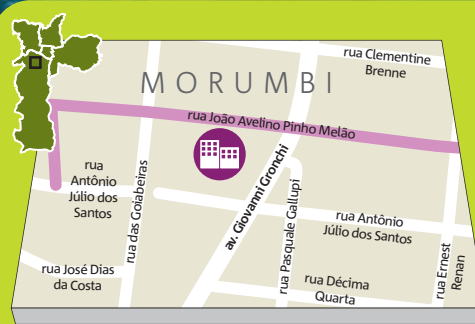 rua Clementine
Brenne
MORUMBI
rua João Avelino Pinho Melão
rua
Antônio
Júlio dos
Santos
rua das Goiabeiras
av. Giovanni Gronchi
rua Pasquale Gallupi
rua Antônio
Júlio dos Santos
rua José Dias
da Costa
rua Décima
Quarta
rua Ernest
Renan